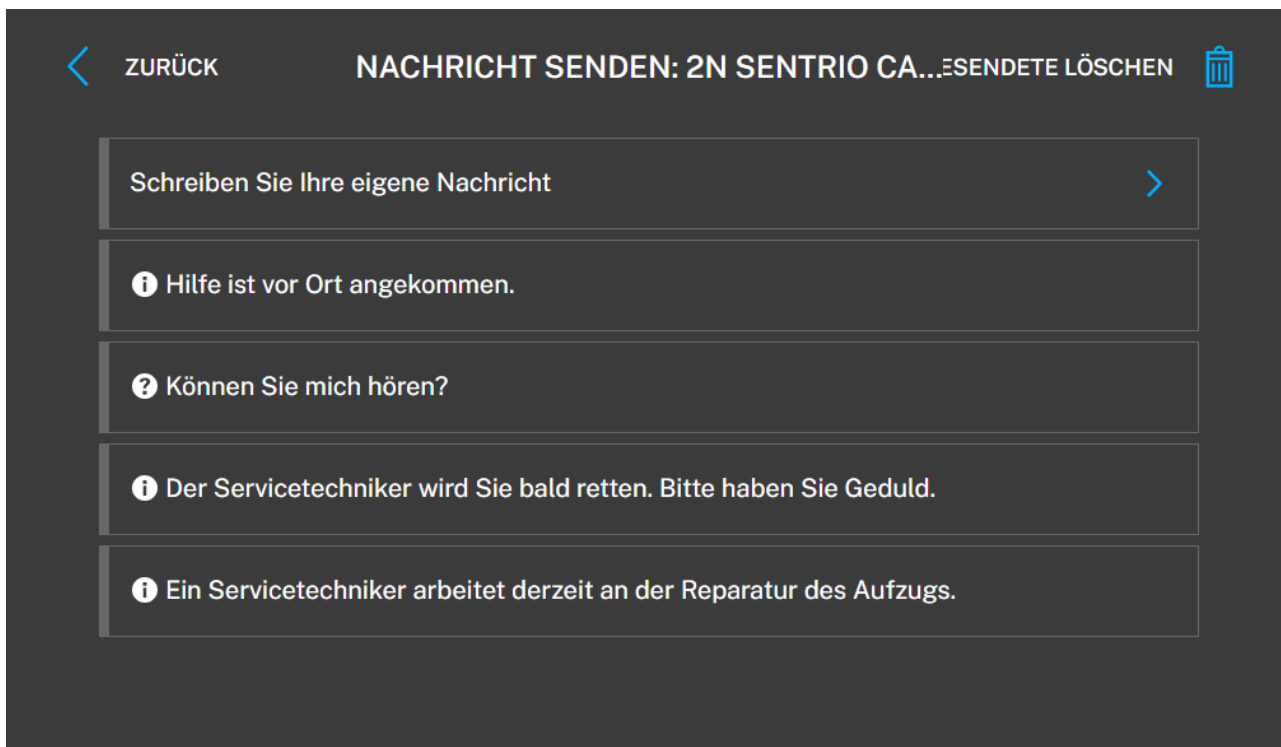 ZURÜCK NACHRICHT SENDEN: 2N SENTRIO CA...ESENDETE LÖSCHEN
Schreiben Sie Ihre eigene Nachricht
Hilfe ist vor Ort angekommen.
Können Sie mich hören?
Der Servicetechniker wird Sie bald retten. Bitte haben Sie Geduld.
Ein Servicetechniker arbeitet derzeit an der Reparatur des Aufzugs.